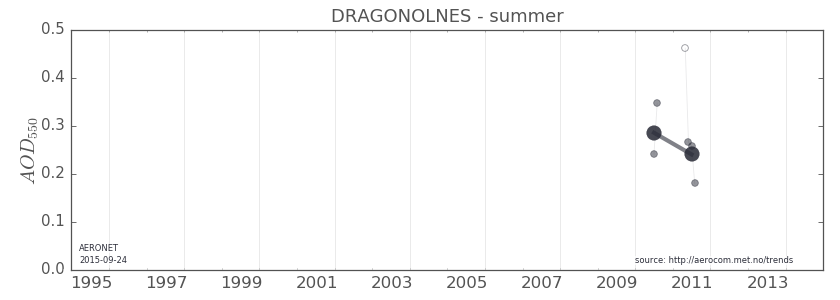 DRAGONOLNES - summer
0.5
0.4
0.3
0.2
0.1
0.0
AOD550
AERONET
2015-09-24
source: http://aerocom.met.no/trends
1995 1997 1999 2001 2003 2005 2007 2009 2011 2013